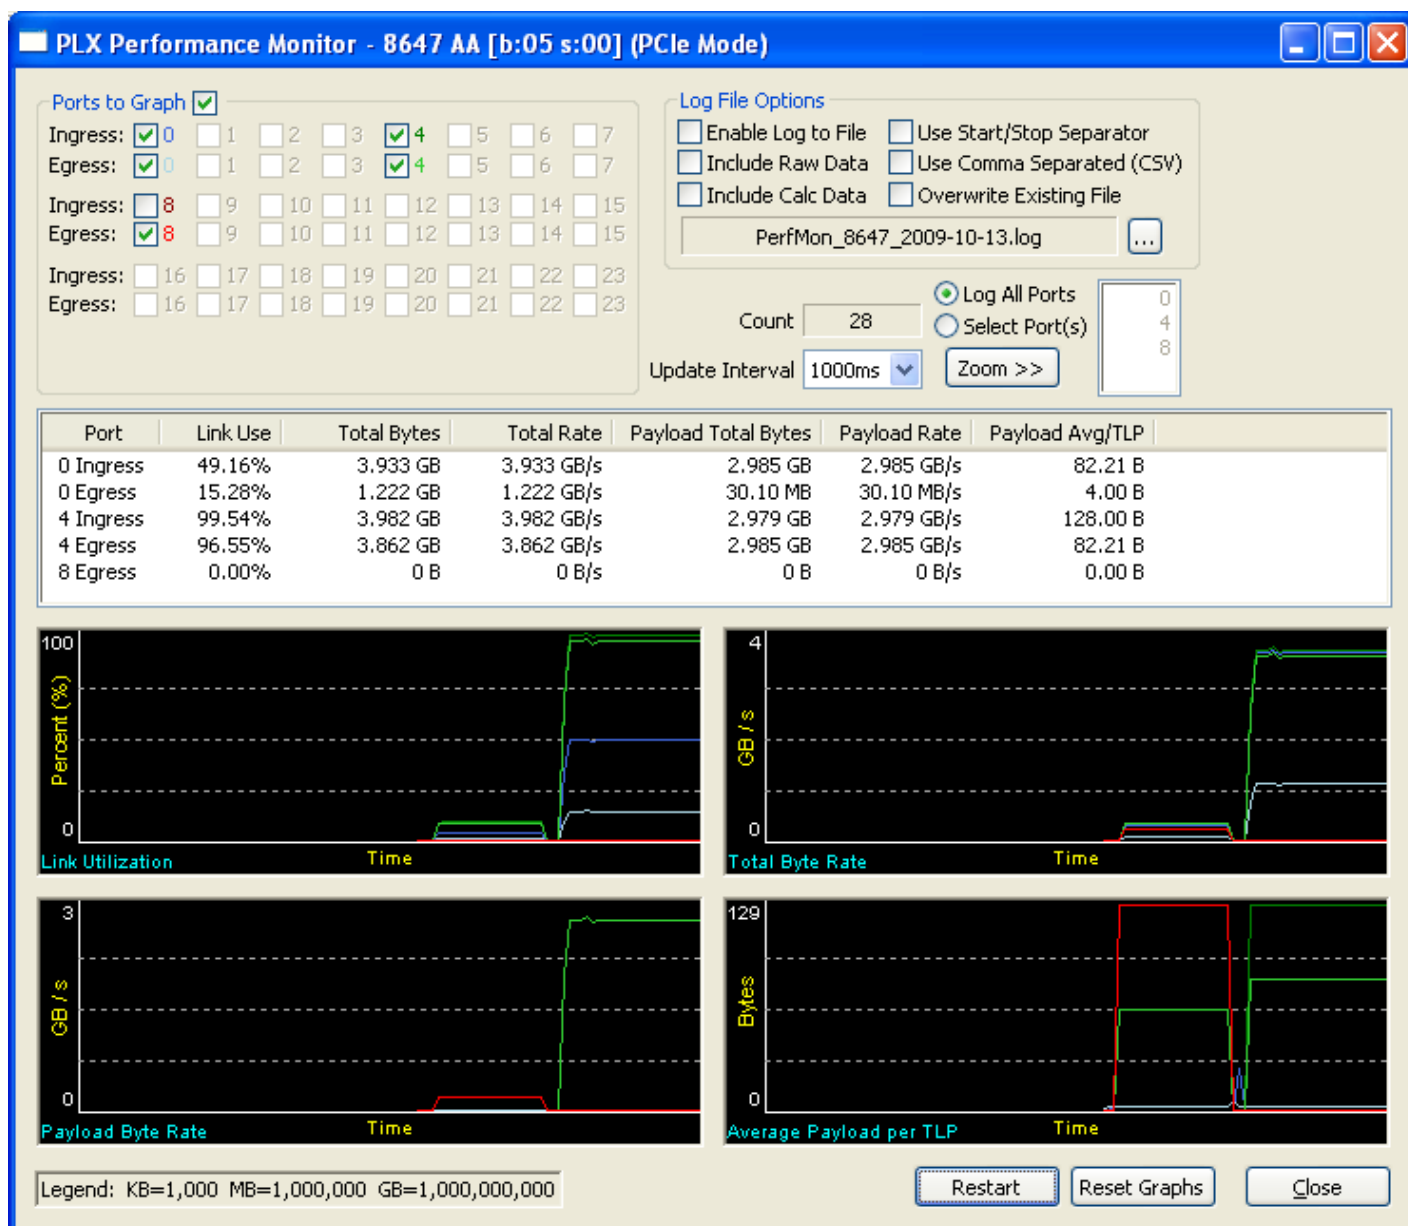 PLX Performance Monitor - 8647 AA [b:05 s:00] (PCIe Mode)
Ports to Graph
Ingress: 0 1 2 3 4 5 6 7
Egress: 0 1 2 3 4 5 6 7
Ingress: 8 9 10 11 12 13 14 15
Egress: 8 9 10 11 12 13 14 15
Ingress: 16 17 18 19 20 21 22 23
Egress: 16 17 18 19 20 21 22 23
Log File Options
Enable Log to File Use Start/Stop Separator
Include Raw Data Use Comma Separated (CSV)
Include Calc Data Overwrite Existing File
PerfMon_8647_2009-10-13.log ...
Log All Ports
Count 28 Select Port(s)
0
4
8
Update Interval 1000ms Zoom >>
Port Link Use Total Bytes Total Rate Payload Total Bytes Payload Rate Payload Avg/TLP
0 Ingress 49.16% 3.933 GB 3.933 GB/s 2.985 GB 2.985 GB/s 82.21 B
0 Egress 15.28% 1.222 GB 1.222 GB/s 30.10 MB 30.10 MB/s 4.00 B
4 Ingress 99.54% 3.982 GB 3.982 GB/s 2.979 GB 2.979 GB/s 128.00 B
4 Egress 96.55% 3.862 GB 3.862 GB/s 2.985 GB 2.985 GB/s 82.21 B
8 Egress 0.00% 0 B 0 B/s 0 B 0 B/s 0.00 B
100
Percent (%)
0
Link Utilization Time
4
GB / s
0
Total Byte Rate Time
3
GB / s
0
Payload Byte Rate Time
129
Bytes
0
Average Payload per TLP Time
Legend: KB=1,000 MB=1,000,000 GB=1,000,000,000
Restart Reset Graphs Close